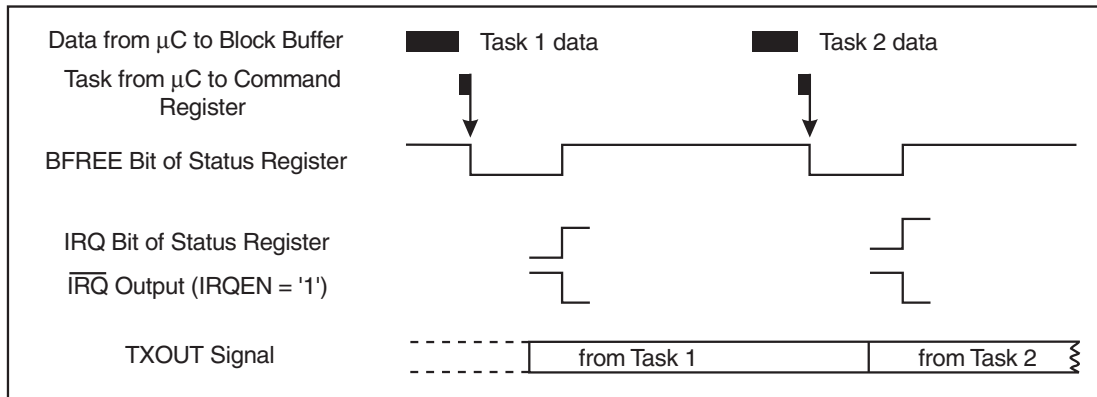 Data from μC to Block Buffer
Task 1 data
Task 2 data
Task from μC to Command
Register
BFREE Bit of Status Register
IRQ Bit of Status Register
IRQ Output (IRQEN = '1')
TXOUT Signal
from Task 1
from Task 2